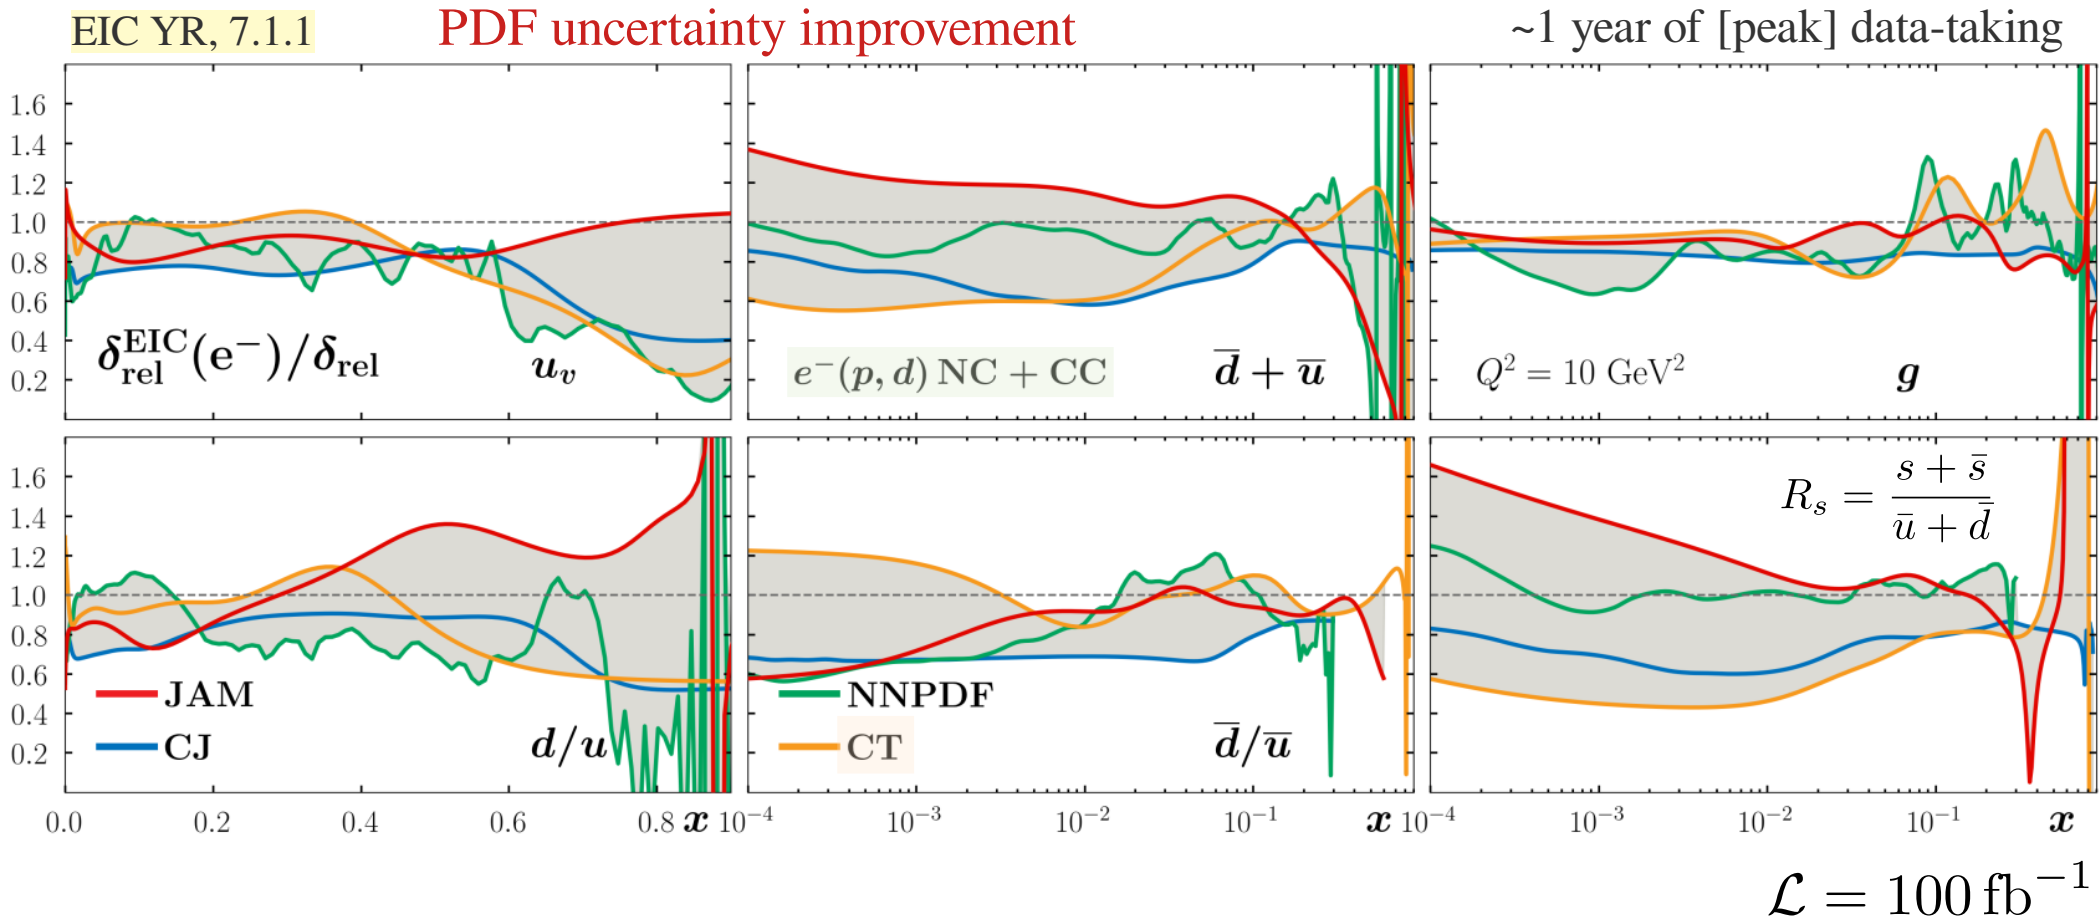 EIC YR, 7.1.1
PDF uncertainty improvement
~1 year of [peak] data-taking
1.6
1.4
1.2
1.0
0.8
0.6
0.4
0.2
δ_rel^EIC(e⁻)/δ_rel
u_v
e⁻(p, d) NC + CC
d̅ + u̅
Q² = 10 GeV²
g
1.6
1.4
1.2
1.0
0.8
0.6
0.4
0.2
JAM
CJ
d/u
NNPDF
CT
d̅/u̅
R_s = (s + s̄)/(ū + d̄)
0.0 0.2 0.4 0.6 0.8 x 10⁻⁴ 10⁻³ 10⁻² 10⁻¹ x 10⁻⁴ 10⁻³ 10⁻² 10⁻¹ x
ℒ = 100 fb⁻¹